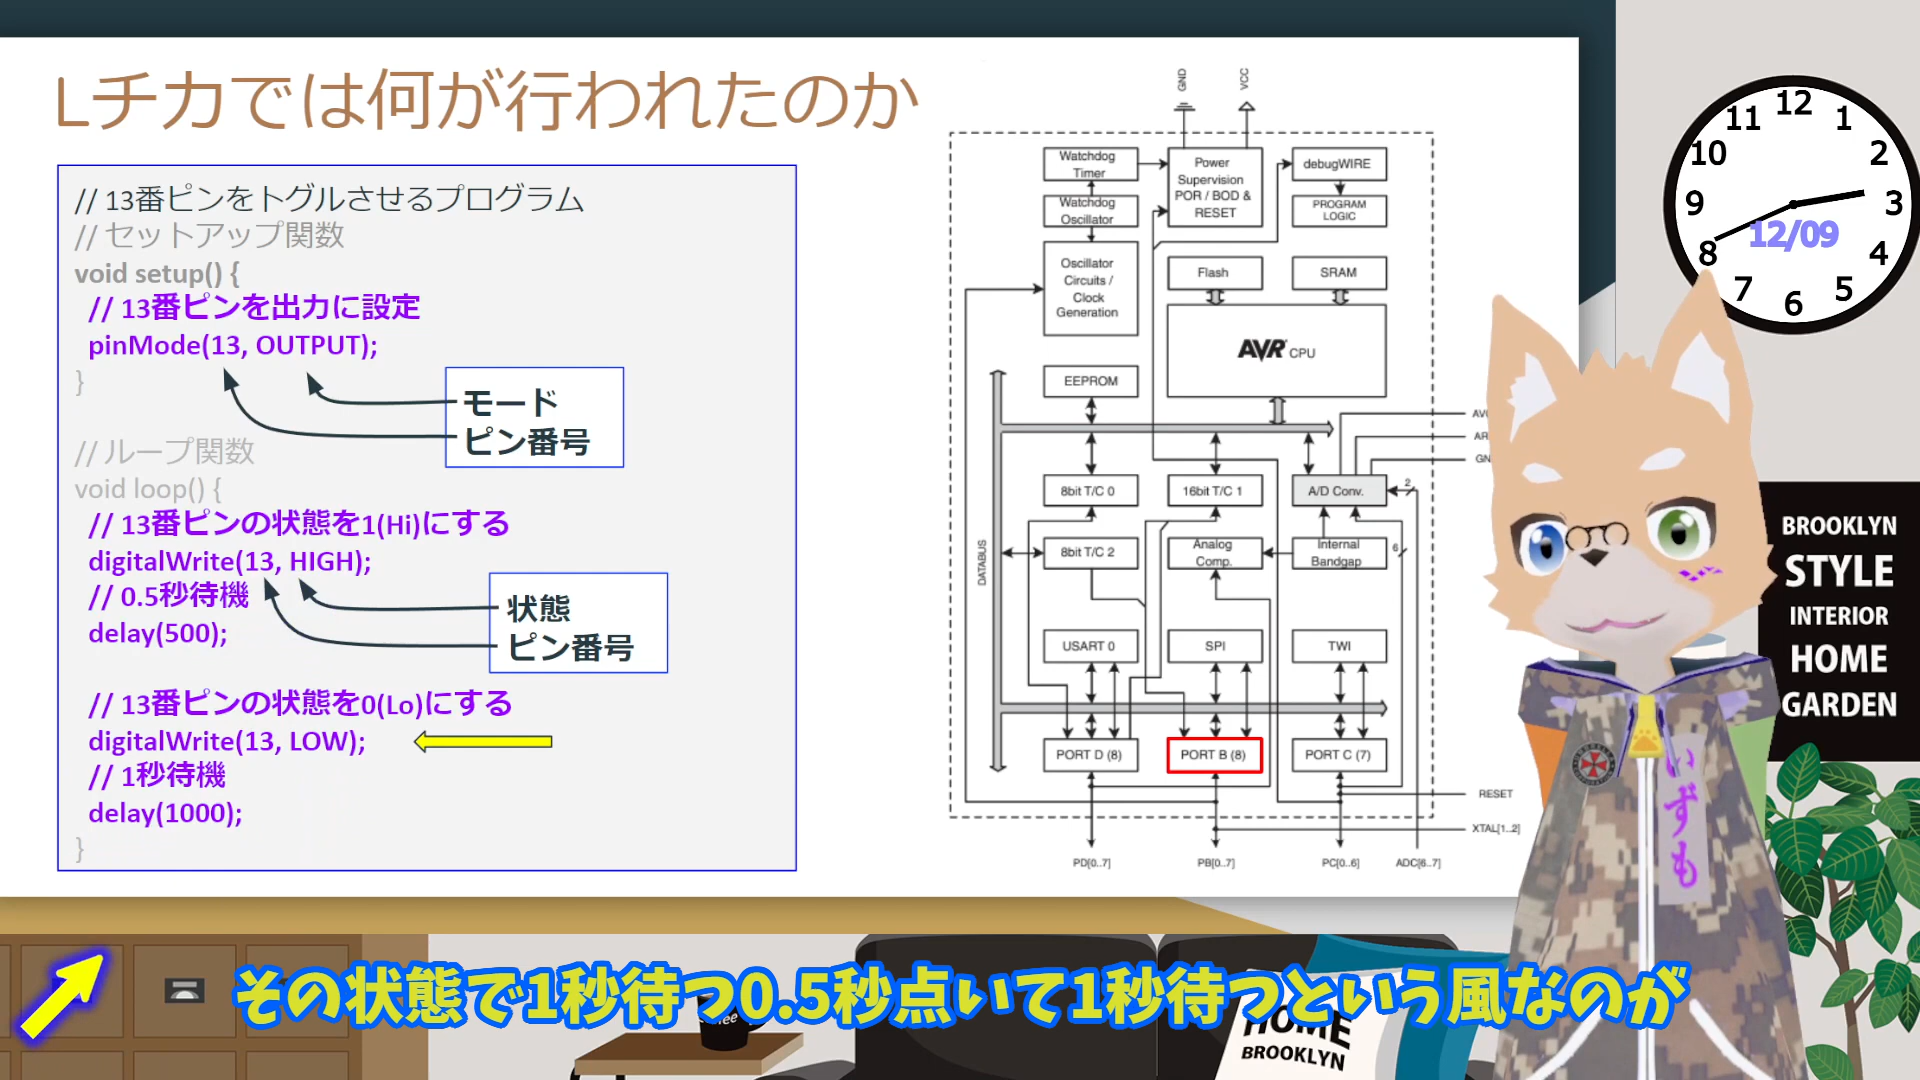 Lチカでは何が行われたのか
// 13番ピンをトグルさせるプログラム
// セットアップ関数
void setup() {
// 13番ピンを出力に設定
pinMode(13, OUTPUT);
}
モード
ピン番号
// ループ関数
void loop() {
// 13番ピンの状態を1(Hi)にする
digitalWrite(13, HIGH);
// 0.5秒待機
delay(500);
状態
ピン番号
// 13番ピンの状態を0(Lo)にする
digitalWrite(13, LOW);
// 1秒待機
delay(1000);
}
GND
VCC
Watchdog
Timer
Watchdog
Oscillator
Power
Supervision
POR / BOD &
RESET
debugWIRE
PROGRAM
LOGIC
Oscillator
Circuits /
Clock
Generation
Flash
SRAM
AVR CPU
EEPROM
DATABUS
8bit T/C 0
16bit T/C 1
A/D Conv.
2
8bit T/C 2
Analog
Comp.
Internal
Bandgap
6
USART 0
SPI
TWI
PORT D (8)
PORT B (8)
PORT C (7)
RESET
XTAL[1..2]
PD[0..7]
PB[0..7]
PC[0..6]
ADC[6..7]
12
1
2
3
4
5
6
7
8
9
10
11
12/09
BROOKLYN
STYLE
INTERIOR
HOME
GARDEN
いずも
HOME
BROOKLYN
その状態で1秒待つ0.5秒点いて1秒待つという風なのが